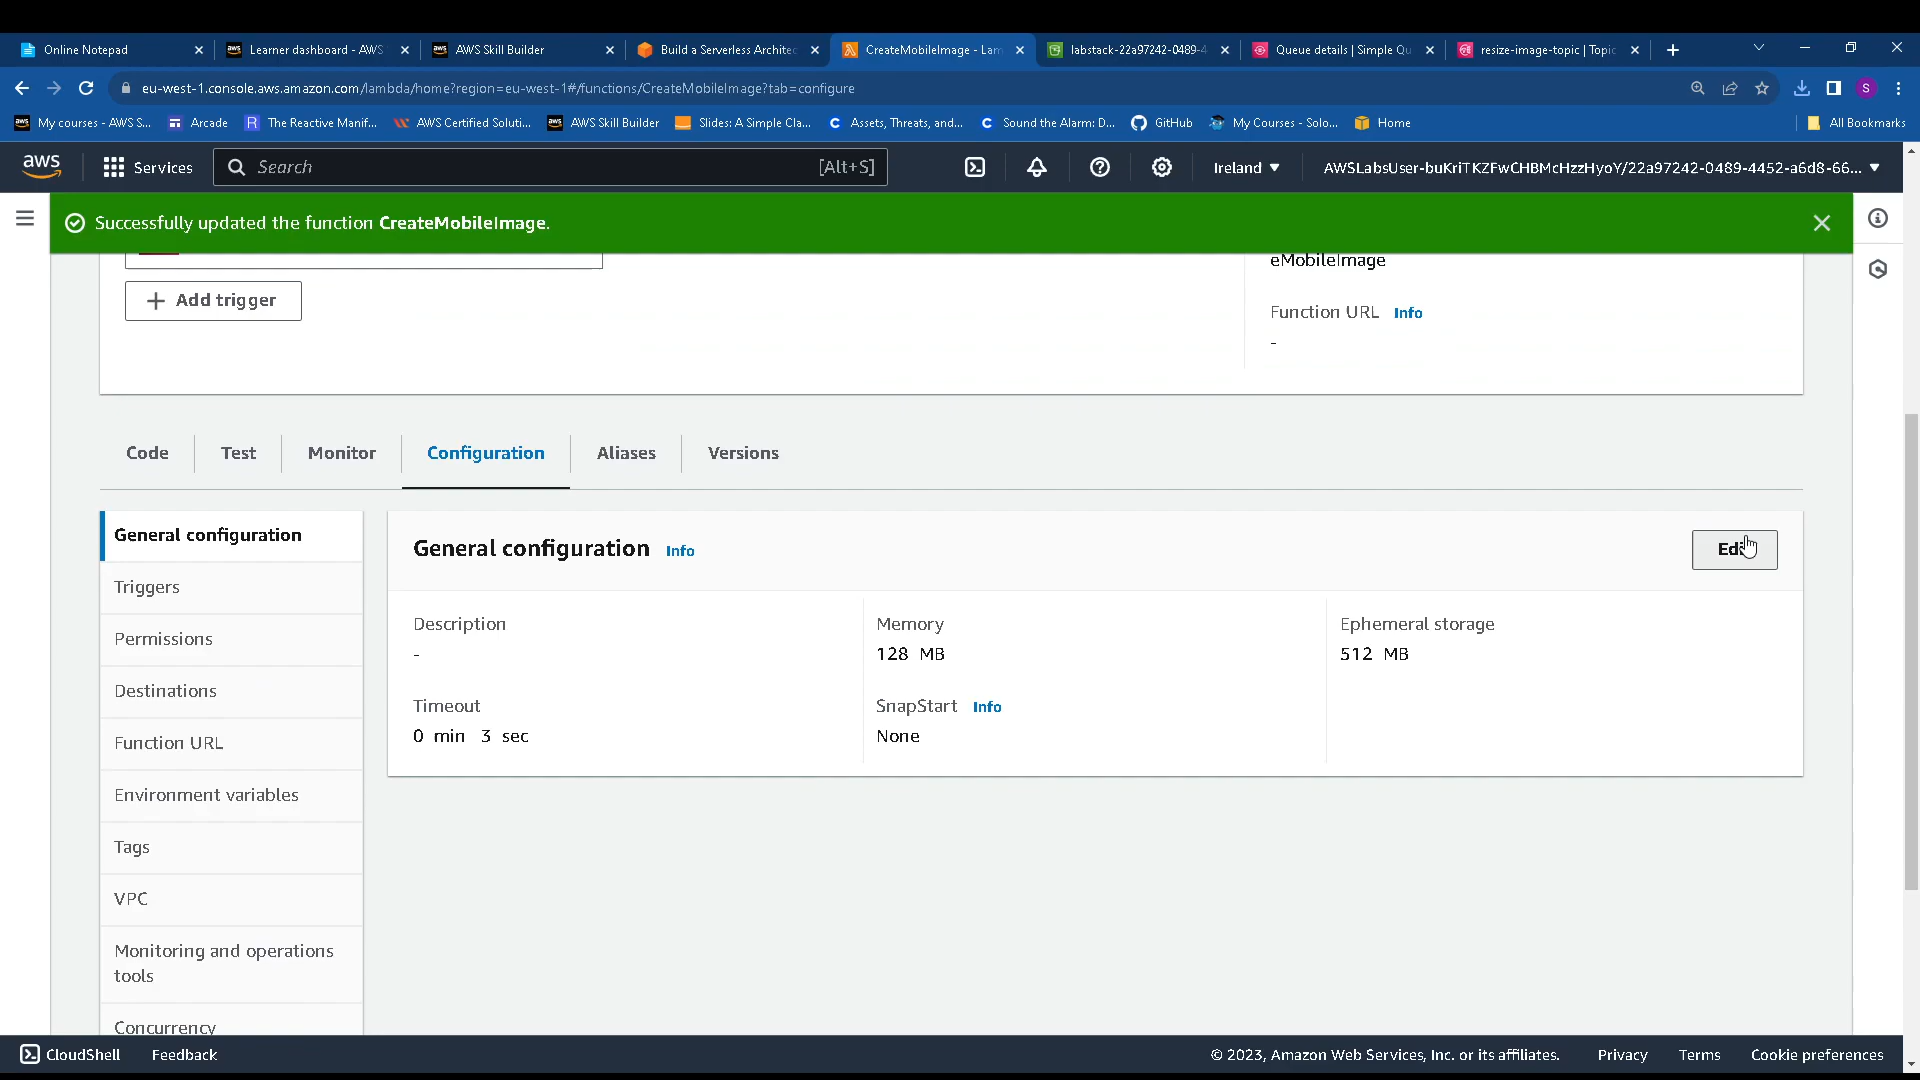 Online Notepad
Learner dashboard - AWS
AWS Skill Builder
Build a Serverless Architec
CreateMobileImage - Lam
labstack-22a97242-0489-4
Queue details | Simple Qu
resize-image-topic | Topic
eu-west-1.console.aws.amazon.com/lambda/home?region=eu-west-1#/functions/CreateMobileImage?tab=configure
S
aws My courses - AWS S...
Arcade
R The Reactive Manif...
AWS Certified Soluti...
aws AWS Skill Builder
Slides: A Simple Cla...
C Assets, Threats, and...
C Sound the Alarm: D...
GitHub
My Courses - Solo...
Home
All Bookmarks
aws
Services
Search
[Alt+S]
Ireland
AWSLabsUser-buKriTKZFwCHBMcHzzHyoY/22a97242-0489-4452-a6d8-66...
Successfully updated the function CreateMobileImage.
eMobileImage
Add trigger
Function URL Info
-
Code
Test
Monitor
Configuration
Aliases
Versions
General configuration
Triggers
Permissions
Destinations
Function URL
Environment variables
Tags
VPC
Monitoring and operations
tools
Concurrency
General configuration Info
Edit
Description
-
Memory
128 MB
Ephemeral storage
512 MB
Timeout
0 min 3 sec
SnapStart Info
None
CloudShell
Feedback
© 2023, Amazon Web Services, Inc. or its affiliates.
Privacy
Terms
Cookie preferences